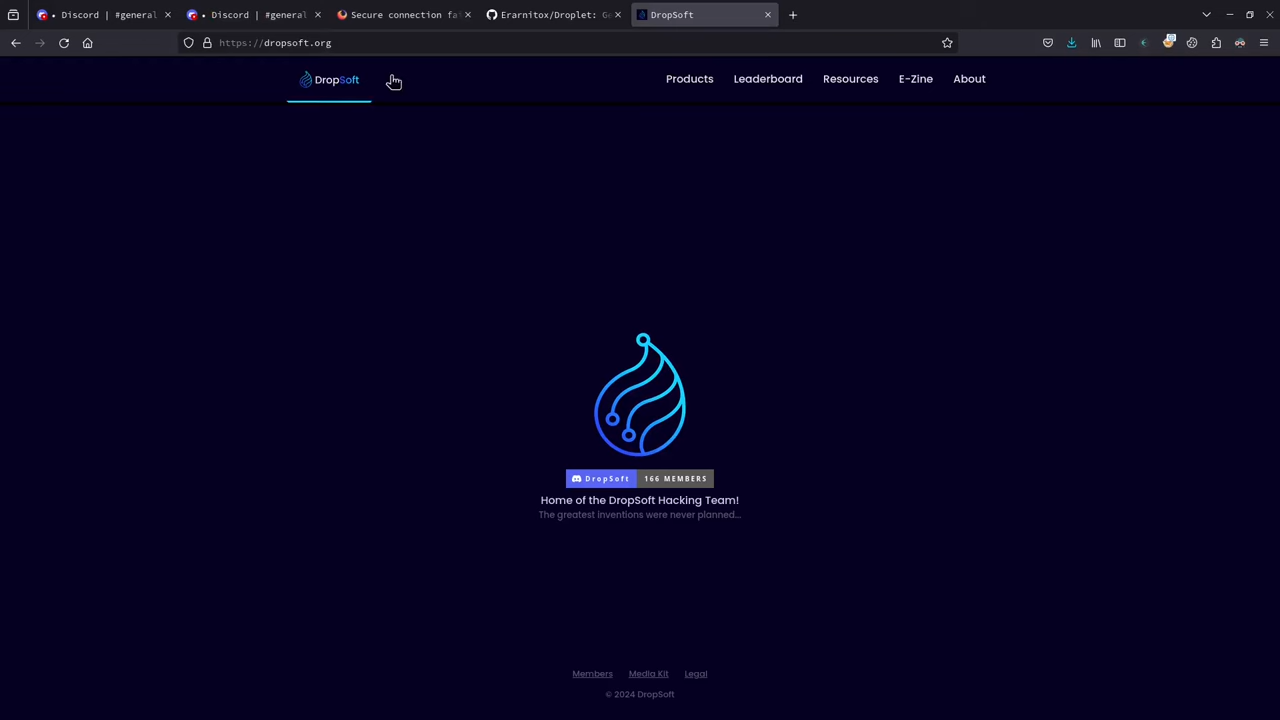 • Discord | #general
• Discord | #general
Secure connection fai
Erarnitox/Droplet: Ge
DropSoft
https://dropsoft.org
DropSoft
Products
Leaderboard
Resources
E-Zine
About
DropSoft 166 MEMBERS
Home of the DropSoft Hacking Team!
The greatest inventions were never planned...
Members
Media Kit
Legal
© 2024 DropSoft